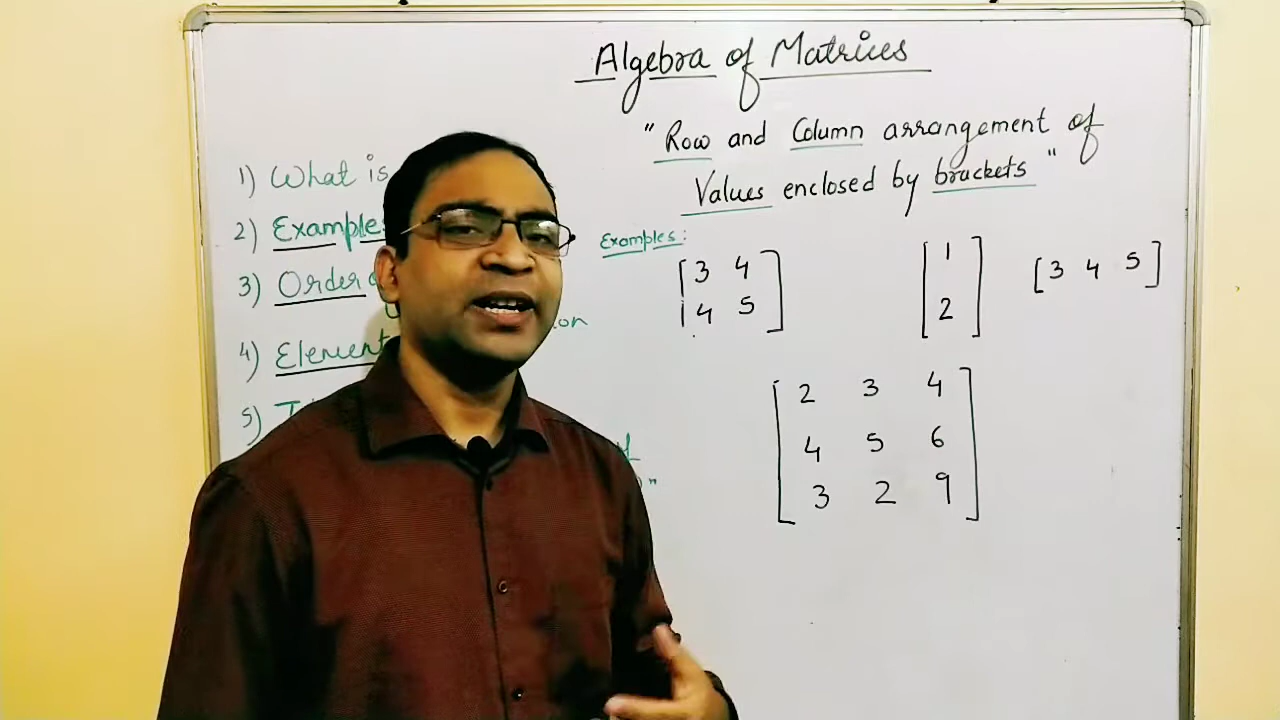 Algebra of Matrices
"Row and Column arrangement of
Values enclosed by brackets"
1) What is
2) Examples
3) Order
4) Element
5)
Examples:
[3 4
4 5]
[1
2]
[3 4 5]
[2 3 4
4 5 6
3 2 9]